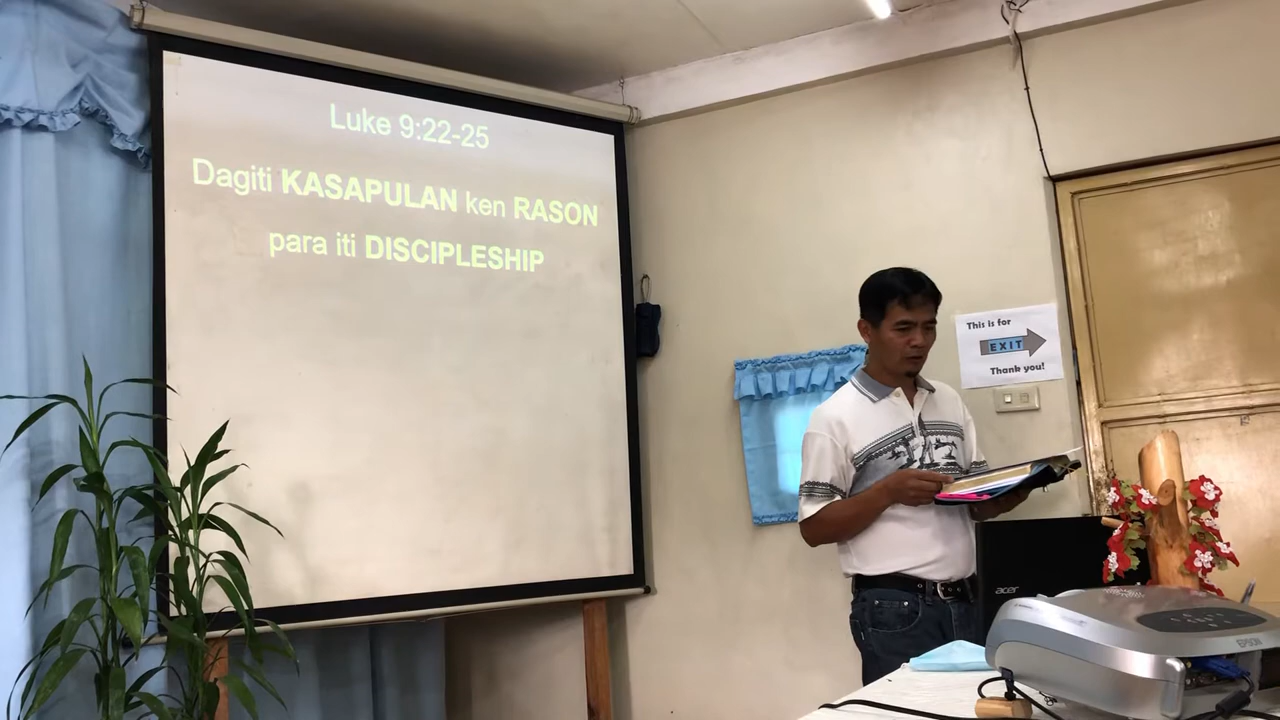 Luke 9:22-25
Dagiti KASAPULAN ken RASON
para iti DISCIPLESHIP
This is for
EXIT
Thank you!
acer
EPSON